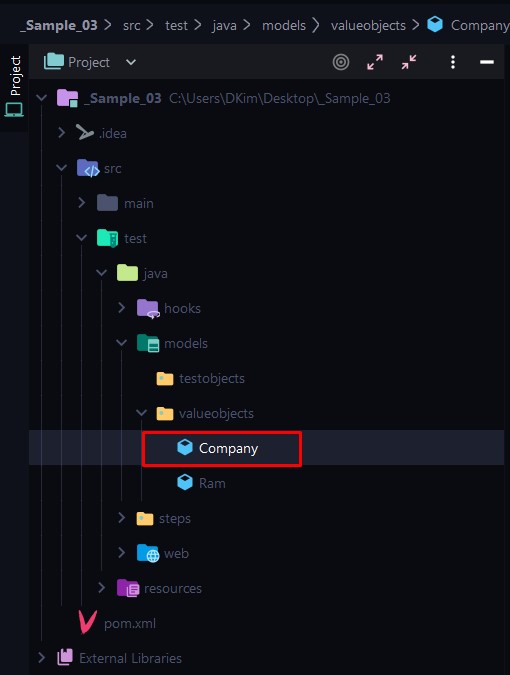 _Sample_03 src test java models valueobjects Company
Project
Project
_Sample_03 C:\Users\DKim\Desktop\_Sample_03
.idea
src
main
test
java
hooks
models
testobjects
valueobjects
Company
Ram
steps
web
resources
pom.xml
External Libraries